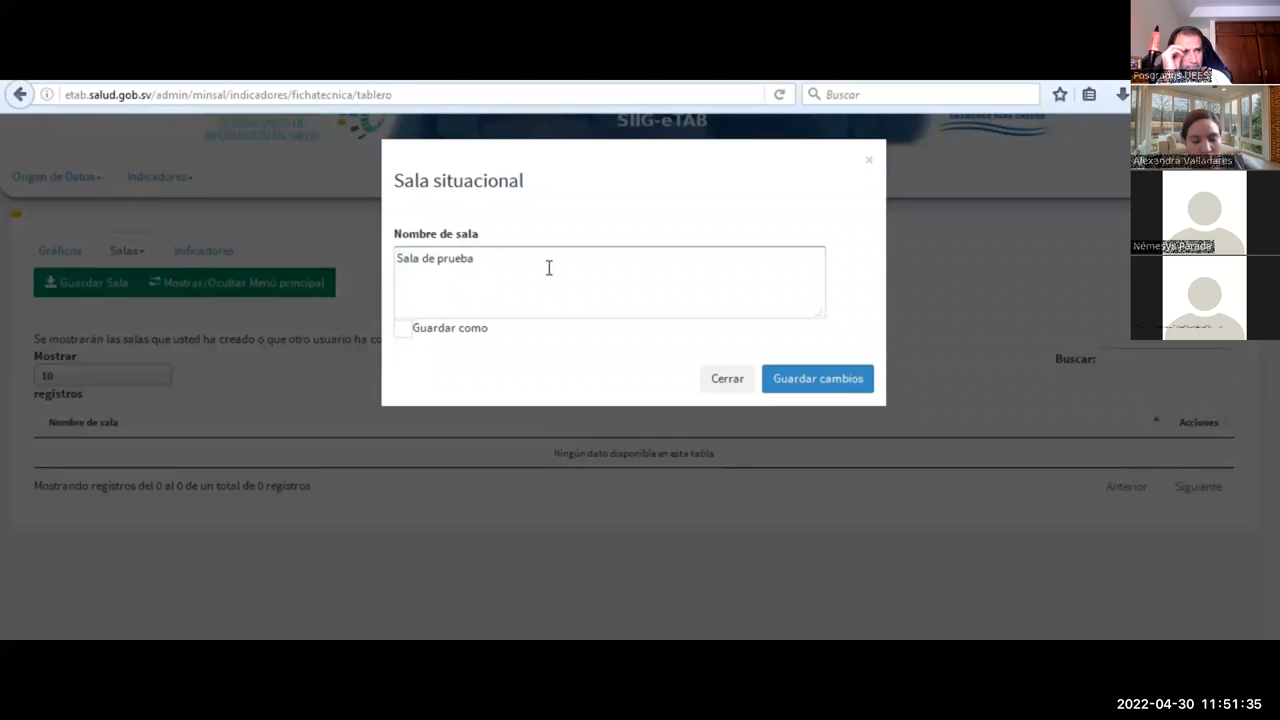 etab.salud.gob.sv/admin/minsal/indicadores/fichatecnica/tablero
Buscar
SIIG-eTAB
Origen de Datos
Indicadores
Gráficos
Salas
Indicadores
Guardar Sala
Mostrar/Ocultar Menú principal
Sala situacional
×
Nombre de sala
Sala de prueba
Guardar como
Cerrar
Guardar cambios
Se mostrarán las salas que usted ha creado o que otro usuario ha co
Mostrar
10
registros
Buscar:
Nombre de sala
Acciones
Ningún dato disponible en esta tabla
Mostrando registros del 0 al 0 de un total de 0 registros
Anterior
Siguiente
Posgrados UEES
Alexandra Valladares
Némesys Parada
2022-04-30 11:51:35